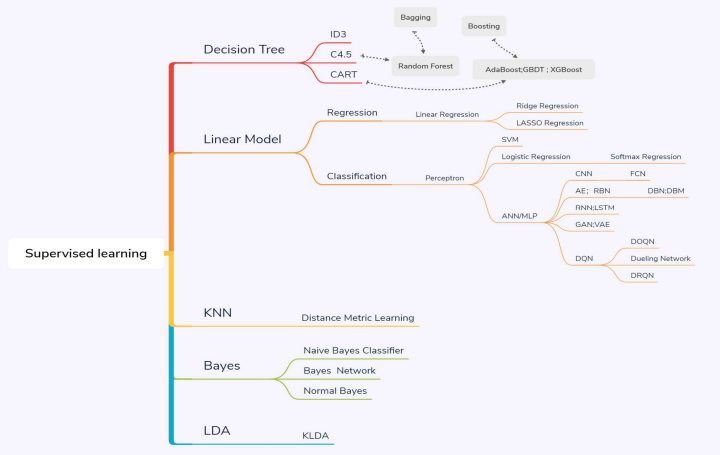 Supervised learning
Decision Tree
ID3
C4.5
CART
Bagging
Random Forest
Boosting
AdaBoost;GBDT ; XGBoost
Linear Model
Regression
Linear Regression
Ridge Regression
LASSO Regression
Classification
Perceptron
SVM
Logistic Regression
Softmax Regression
ANN/MLP
CNN
FCN
AE; RBN
DBN;DBM
RNN;LSTM
GAN;VAE
DQN
DOQN
Dueling Network
DRQN
KNN
Distance Metric Learning
Bayes
Naive Bayes Classifier
Bayes Network
Normal Bayes
LDA
KLDA